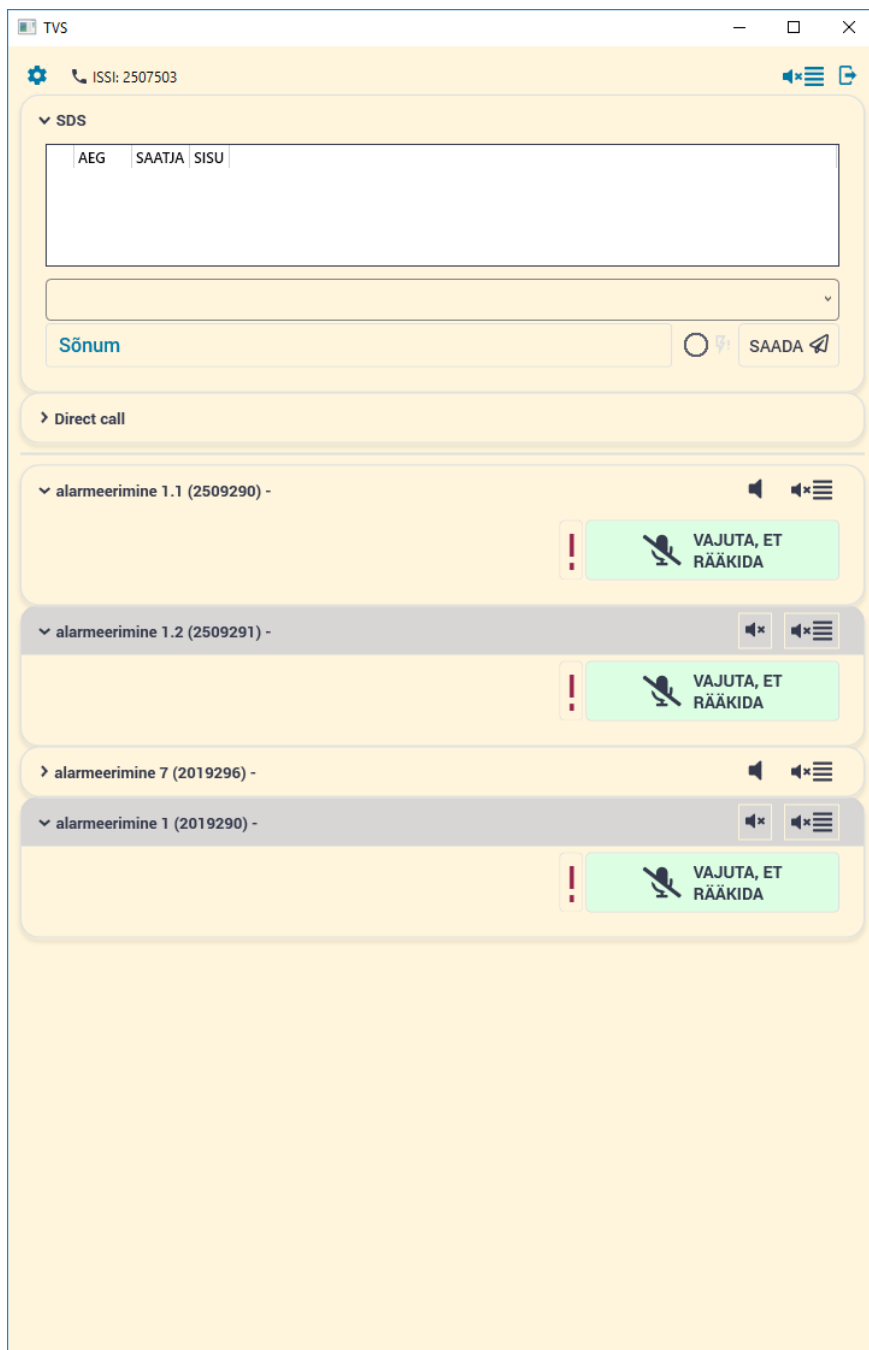 TVS
ISSI: 2507503
SDS
AEG SAATJA SISU
Sõnum
SAADA
Direct call
alarmeerimine 1.1 (2509290) -
VAJUTA, ET
RÄÄKIDA
alarmeerimine 1.2 (2509291) -
VAJUTA, ET
RÄÄKIDA
alarmeerimine 7 (2019296) -
alarmeerimine 1 (2019290) -
VAJUTA, ET
RÄÄKIDA